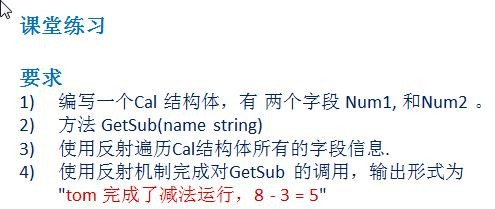 课堂练习
要求
1) 编写一个Cal 结构体，有 两个字段 Num1, 和Num2 。
2) 方法 GetSub(name string)
3) 使用反射遍历Cal结构体所有的字段信息.
4) 使用反射机制完成对GetSub 的调用，输出形式为
"tom 完成了减法运行，8 - 3 = 5"